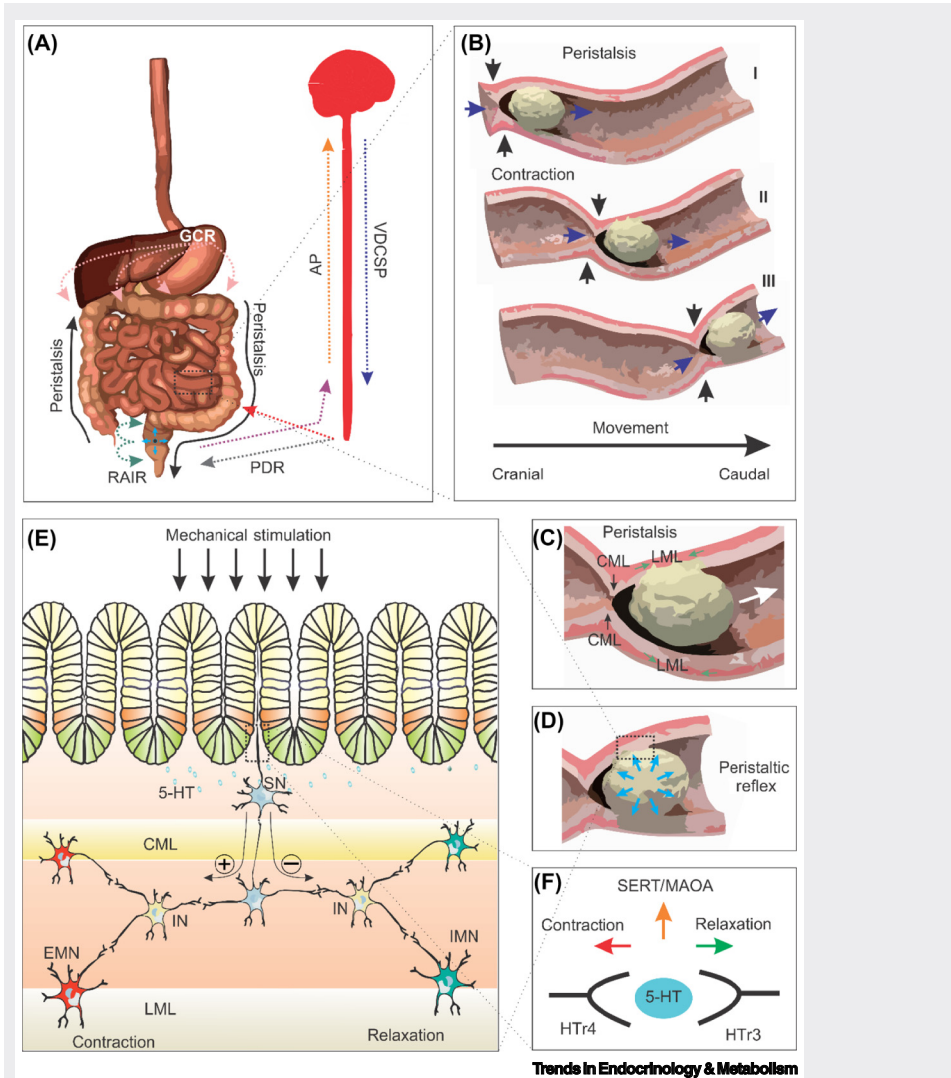 (A)
GCR
AP
VDCSP
Peristalsis
Peristalsis
RAIR
PDR
(B)
Peristalsis
I
Contraction
II
III
Movement
Cranial
Caudal
(E)
Mechanical stimulation
5-HT
SN
CML
+
−
IN
IN
EMN
IMN
LML
Contraction
Relaxation
(C)
Peristalsis
CML
LML
CML
LML
(D)
Peristaltic
reflex
(F)
SERT/MAOA
Contraction
Relaxation
5-HT
HTr4
HTr3
Trends in Endocrinology & Metabolism